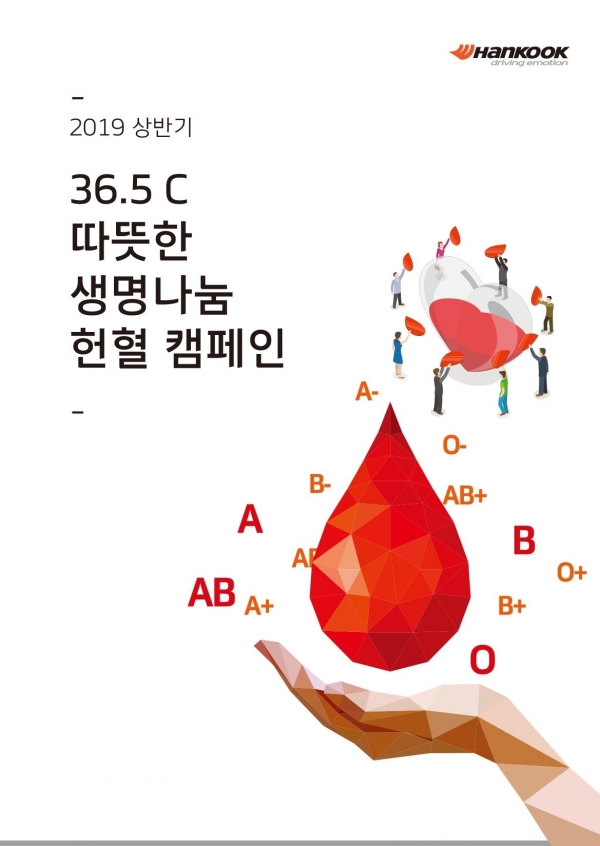 HANKOOK
driving emotion
2019 상반기
36.5 C
따뜻한
생명나눔
헌혈 캠페인
A-
O-
B-
AB+
A
B
AB
O+
AB
A+
B+
O